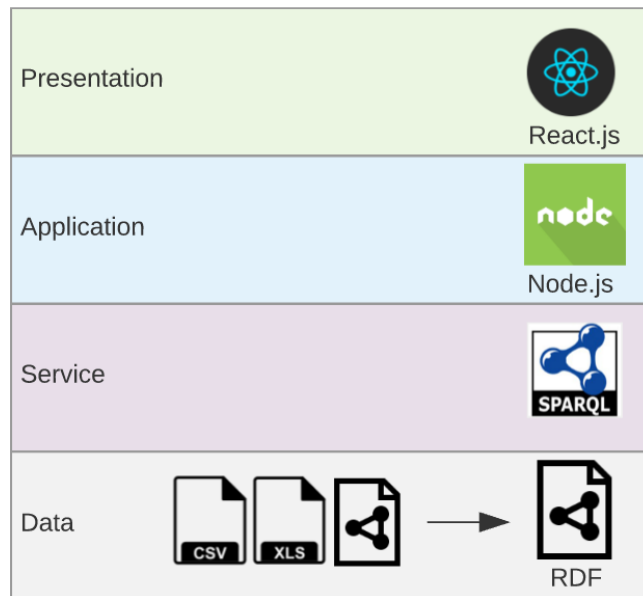 Presentation
React.js
Application
node
Node.js
Service
SPARQL
Data
CSV
XLS
RDF